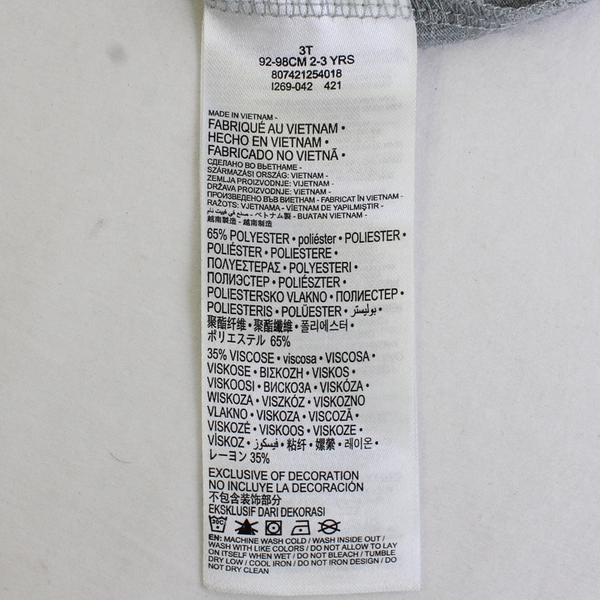 3T
92-98CM 2-3 YRS
807421254018
I269-042 421
MADE IN VIETNAM -
FABRIQUÉ AU VIETNAM •
HECHO EN VIETNAM •
FABRICADO NO VIETNÃ •
СДЕЛАНО ВО ВЬЕТНАМЕ -
SZÁRMAZÁSI ORSZÁG: VIETNAM -
ZEMLJA PROIZVODNJE: VIJETNAM -
DRŽAVA PROIZVODNJE: VIETNAM -
ПРОИЗВЕДЕНО ВЪВ ВИЕТНАМ - FABRICAT ÎN VIETNAM -
RAŽOTS: VJETNAMA - VİETNAM DE YAPILMIŞTIR -
صنع في فييت نام - ベトナム製 - BUATAN VIETNAM -
越南制造 - 越南製造
65% POLYESTER • poliéster • POLIESTER •
POLIÉSTER • POLIESTERE •
ΠΟΛΥΕΣΤΕΡΑΣ • POLYESTERI •
ПОЛИЭСТЕР • POLIÉSZTER •
POLIESTERSKO VLAKNO • ПОЛИЕСТЕР •
POLIESTERIS • POLÜESTER • بوليستر •
聚酯纤维 • 聚酯纖維 • 폴리에스터 •
ポリエステル 65%
35% VISCOSE • viscosa • VISCOSA •
VISKOSE • ΒΙΣΚΟΖΗ • VISKOS •
VISKOOSI • ВИСКОЗА • VISKÓZA •
WISKOZA • VISZKÓZ • VISKOZNO
VLAKNO • VISKOZA • VISCOZĂ •
VISKOZĒ • VISKOOS • VISKOZE •
VİSKOZ • فيسكوز • 粘纤 • 嫘縈 • 레이온 •
レーヨン 35%
EXCLUSIVE OF DECORATION
NO INCLUYE LA DECORACIÓN
不包含装饰部分
EKSKLUSIF DARI DEKORASI
EN: MACHINE WASH COLD / WASH INSIDE OUT /
WASH WITH LIKE COLORS / DO NOT ALLOW TO LAY
ON ITSELF WHEN WET / DO NOT BLEACH / TUMBLE
DRY LOW / COOL IRON / DO NOT IRON DESIGN / DO
NOT DRY CLEAN